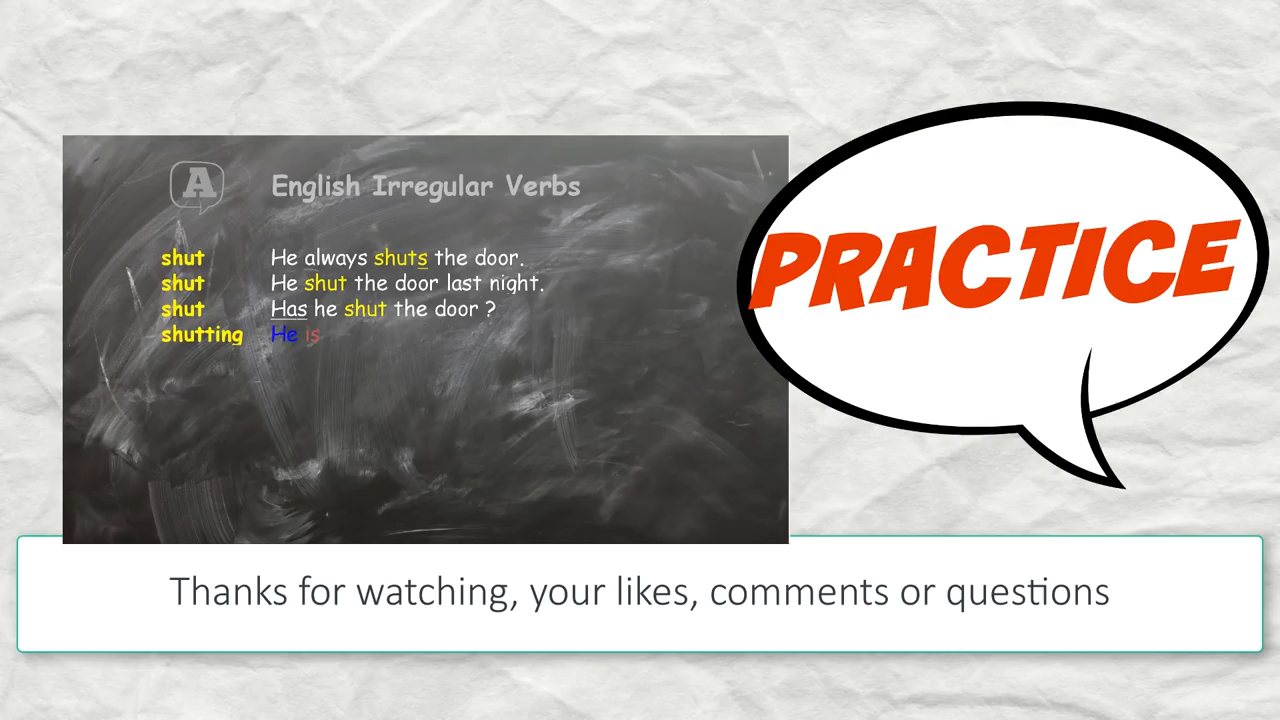 A English Irregular Verbs
shut He always shuts the door.
shut He shut the door last night.
shut Has he shut the door ?
shutting He is
PRACTICE
Thanks for watching, your likes, comments or questions